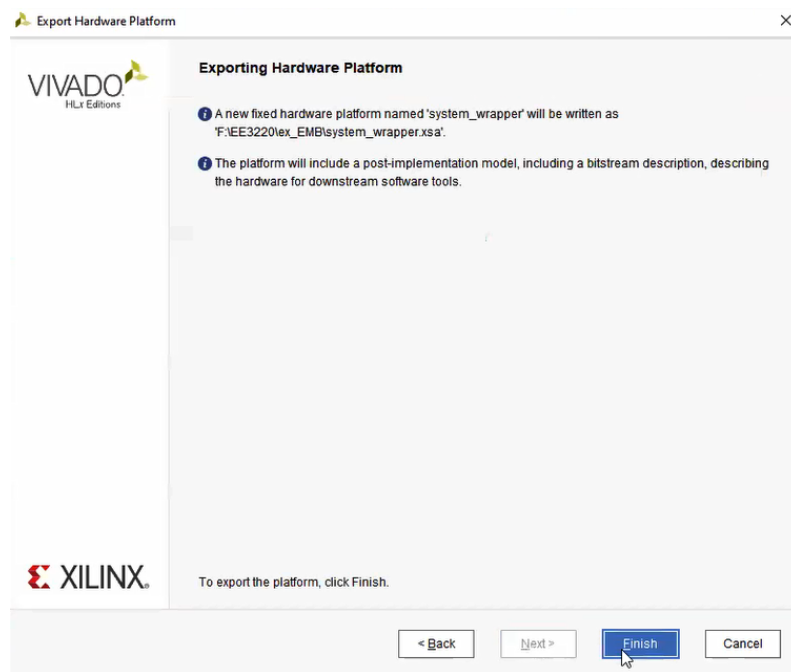 Export Hardware Platform
VIVADO
HLx Editions
Exporting Hardware Platform
A new fixed hardware platform named 'system_wrapper' will be written as
'F:\EE3220\ex_EMB\system_wrapper.xsa'.
The platform will include a post-implementation model, including a bitstream description, describing
the hardware for downstream software tools.
XILINX
To export the platform, click Finish.
< Back
Next >
Finish
Cancel